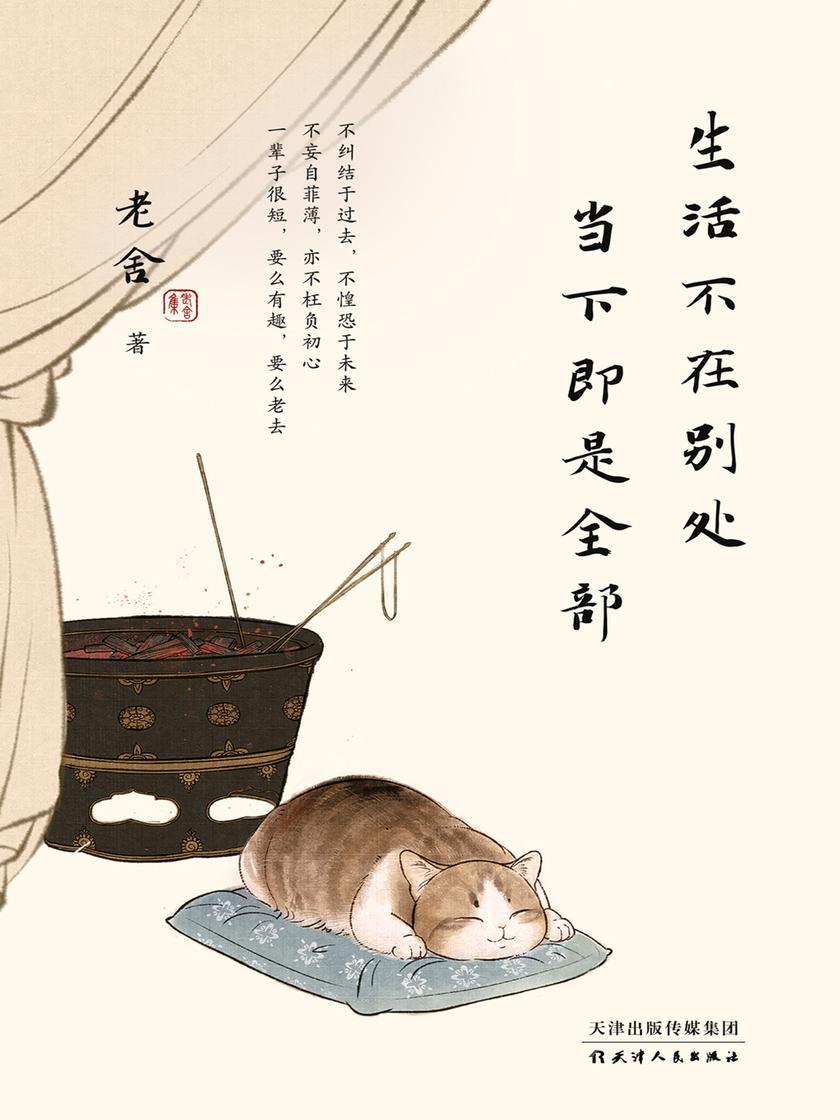 生活不在别处
当下即是全部
不纠结于过去，不惶恐于未来
不妄自菲薄，亦不枉负初心
一辈子很短，要么有趣，要么老去
老舍
老舍集
著
天津出版传媒集团
天津人民出版社